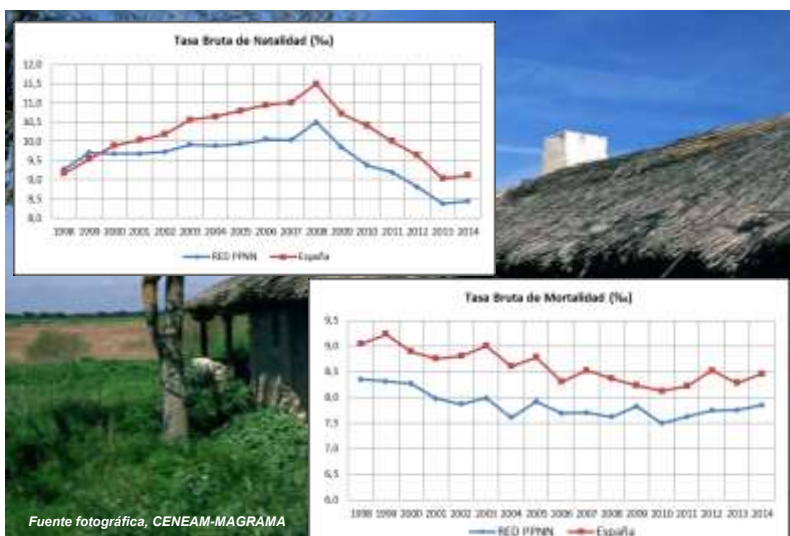 Tasa Bruta de Natalidad (‰)
12,0
11,5
11,0
10,5
10,0
9,5
9,0
8,5
8,0
1998 1999 2000 2001 2002 2003 2004 2005 2006 2007 2008 2009 2010 2011 2012 2013 2014
RED PPNN España
Tasa Bruta de Mortalidad (‰)
9,5
9,0
8,5
8,0
7,5
7,0
6,5
6,0
1998 1999 2000 2001 2002 2003 2004 2005 2006 2007 2008 2009 2010 2011 2012 2013 2014
RED PPNN España
Fuente fotográfica, CENEAM-MAGRAMA